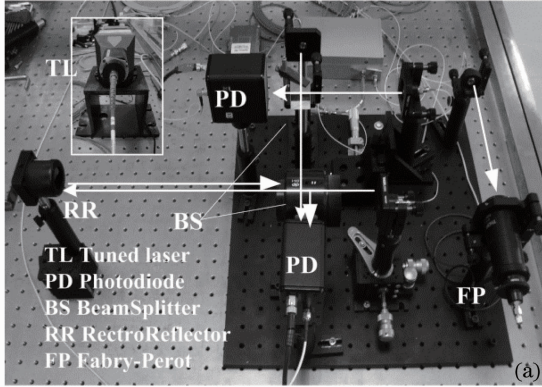 TL
PD
RR
BS
PD
FP
TL Tuned laser
PD Photodiode
BS BeamSplitter
RR RectroReflector
FP Fabry-Perot
(a)